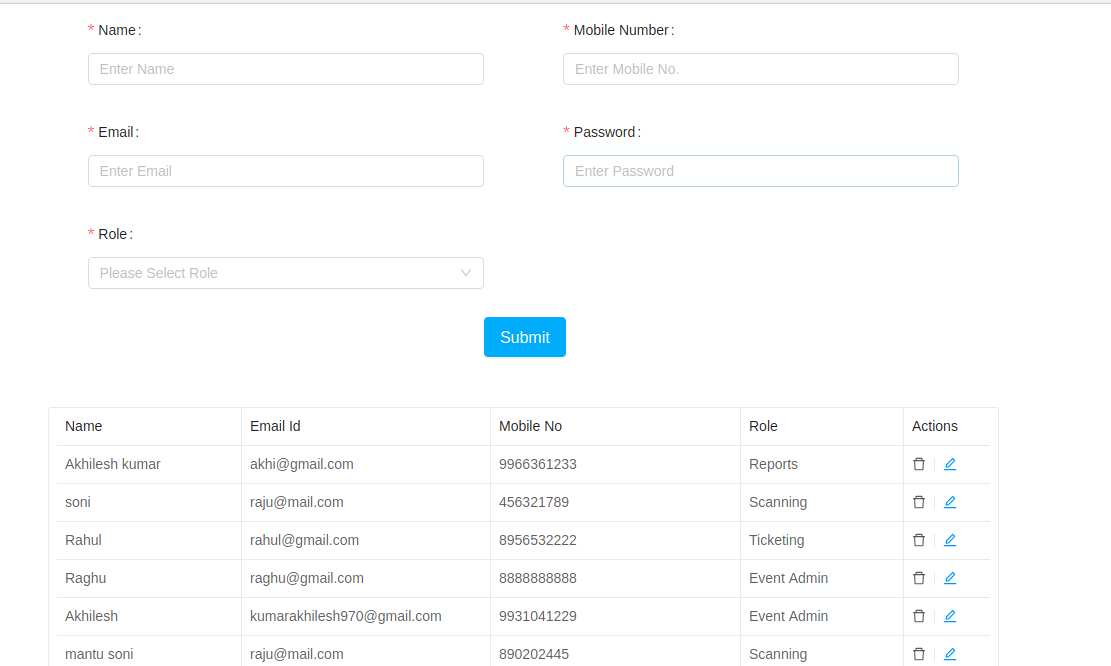 * Name: * Mobile Number:
Enter Name Enter Mobile No.
* Email: * Password:
Enter Email Enter Password
* Role:
Please Select Role
Submit
Name Email Id Mobile No Role Actions
Akhilesh kumar akhi@gmail.com 9966361233 Reports
soni raju@mail.com 456321789 Scanning
Rahul rahul@gmail.com 8956532222 Ticketing
Raghu raghu@gmail.com 8888888888 Event Admin
Akhilesh kumarakhilesh970@gmail.com 9931041229 Event Admin
mantu soni raju@mail.com 890202445 Scanning